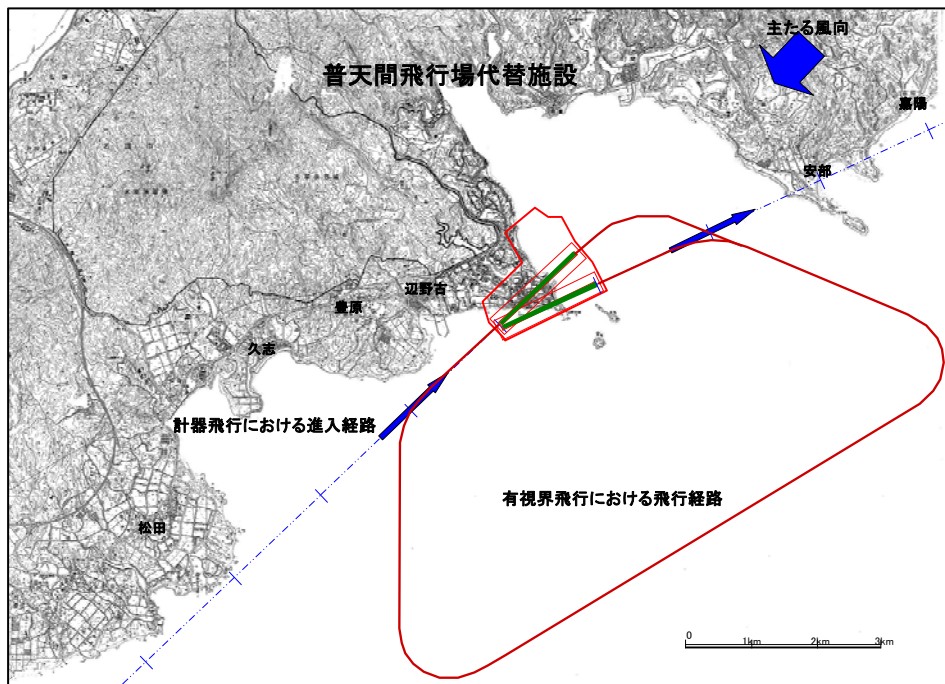 主たる風向
普天間飛行場代替施設
嘉陽
安部
辺野古
豊原
久志
計器飛行における進入経路
有視界飛行における飛行経路
松田
0 1km 2km 3km